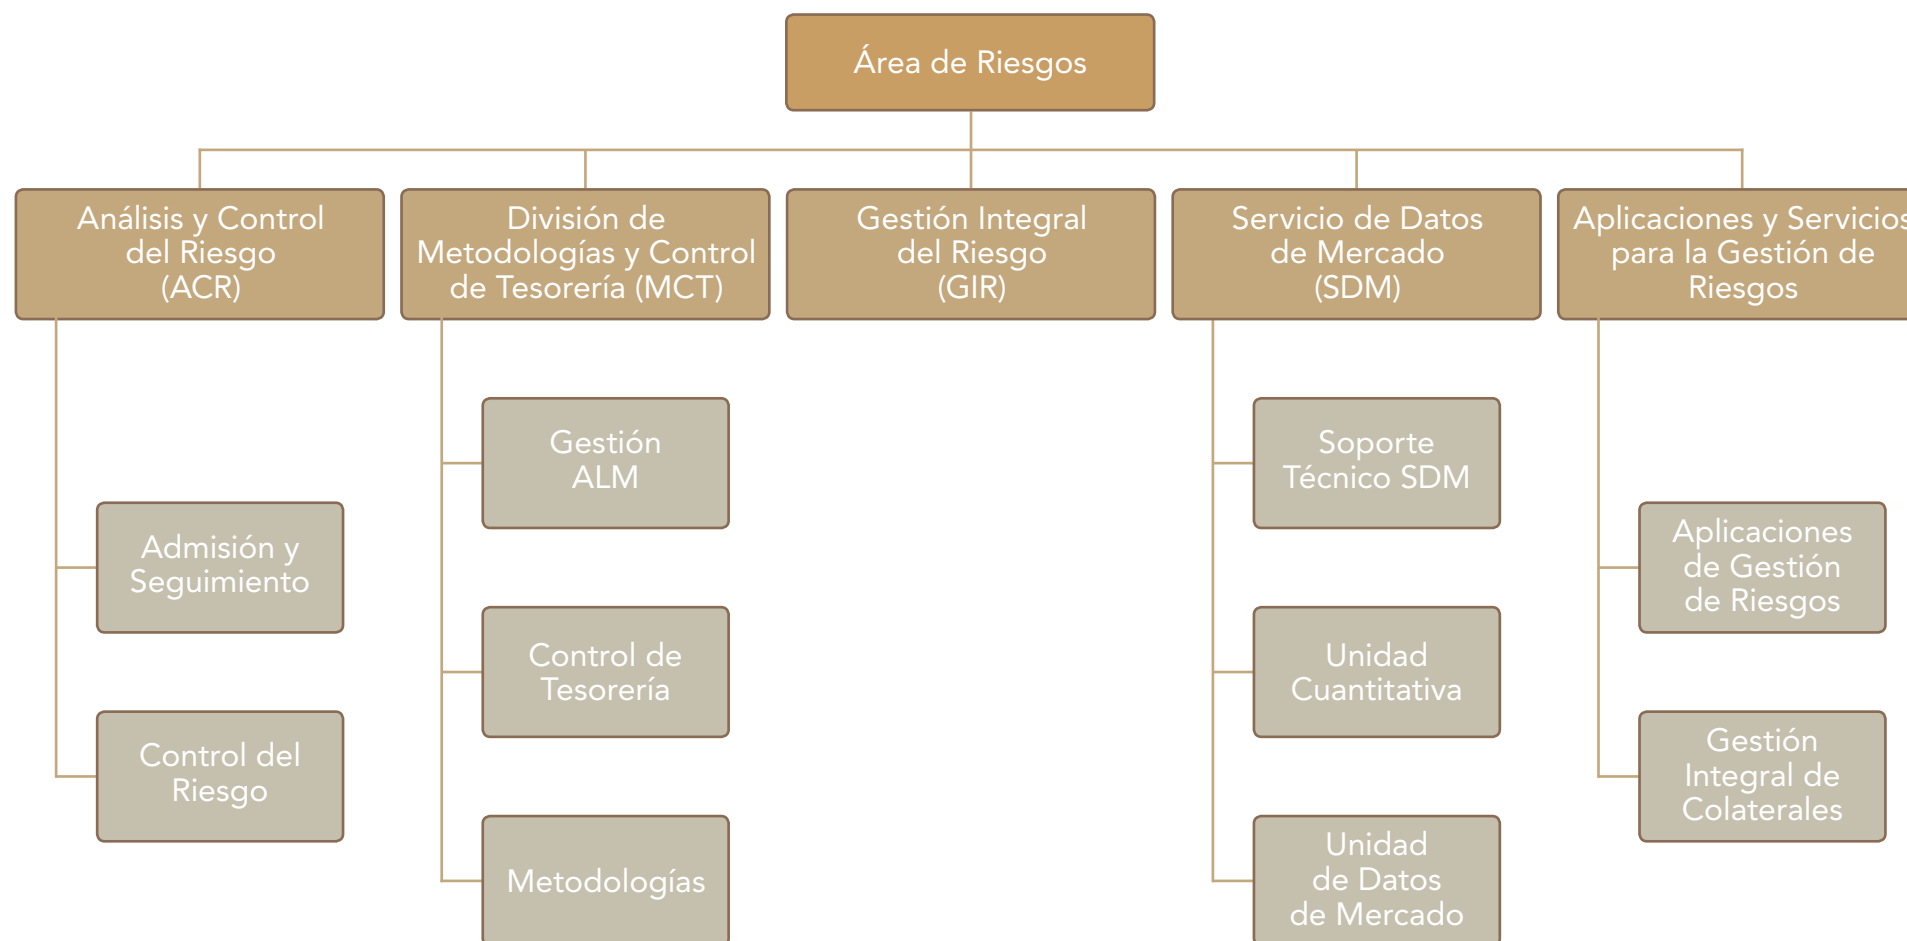 Área de Riesgos
Análisis y Control
del Riesgo
(ACR)
División de
Metodologías y Control
de Tesorería (MCT)
Gestión Integral
del Riesgo
(GIR)
Servicio de Datos
de Mercado
(SDM)
Aplicaciones y Servicios
para la Gestión de
Riesgos
Admisión y
Seguimiento
Control del
Riesgo
Gestión
ALM
Control de
Tesorería
Metodologías
Soporte
Técnico SDM
Unidad
Cuantitativa
Unidad
de Datos
de Mercado
Aplicaciones
de Gestión
de Riesgos
Gestión
Integral de
Colaterales